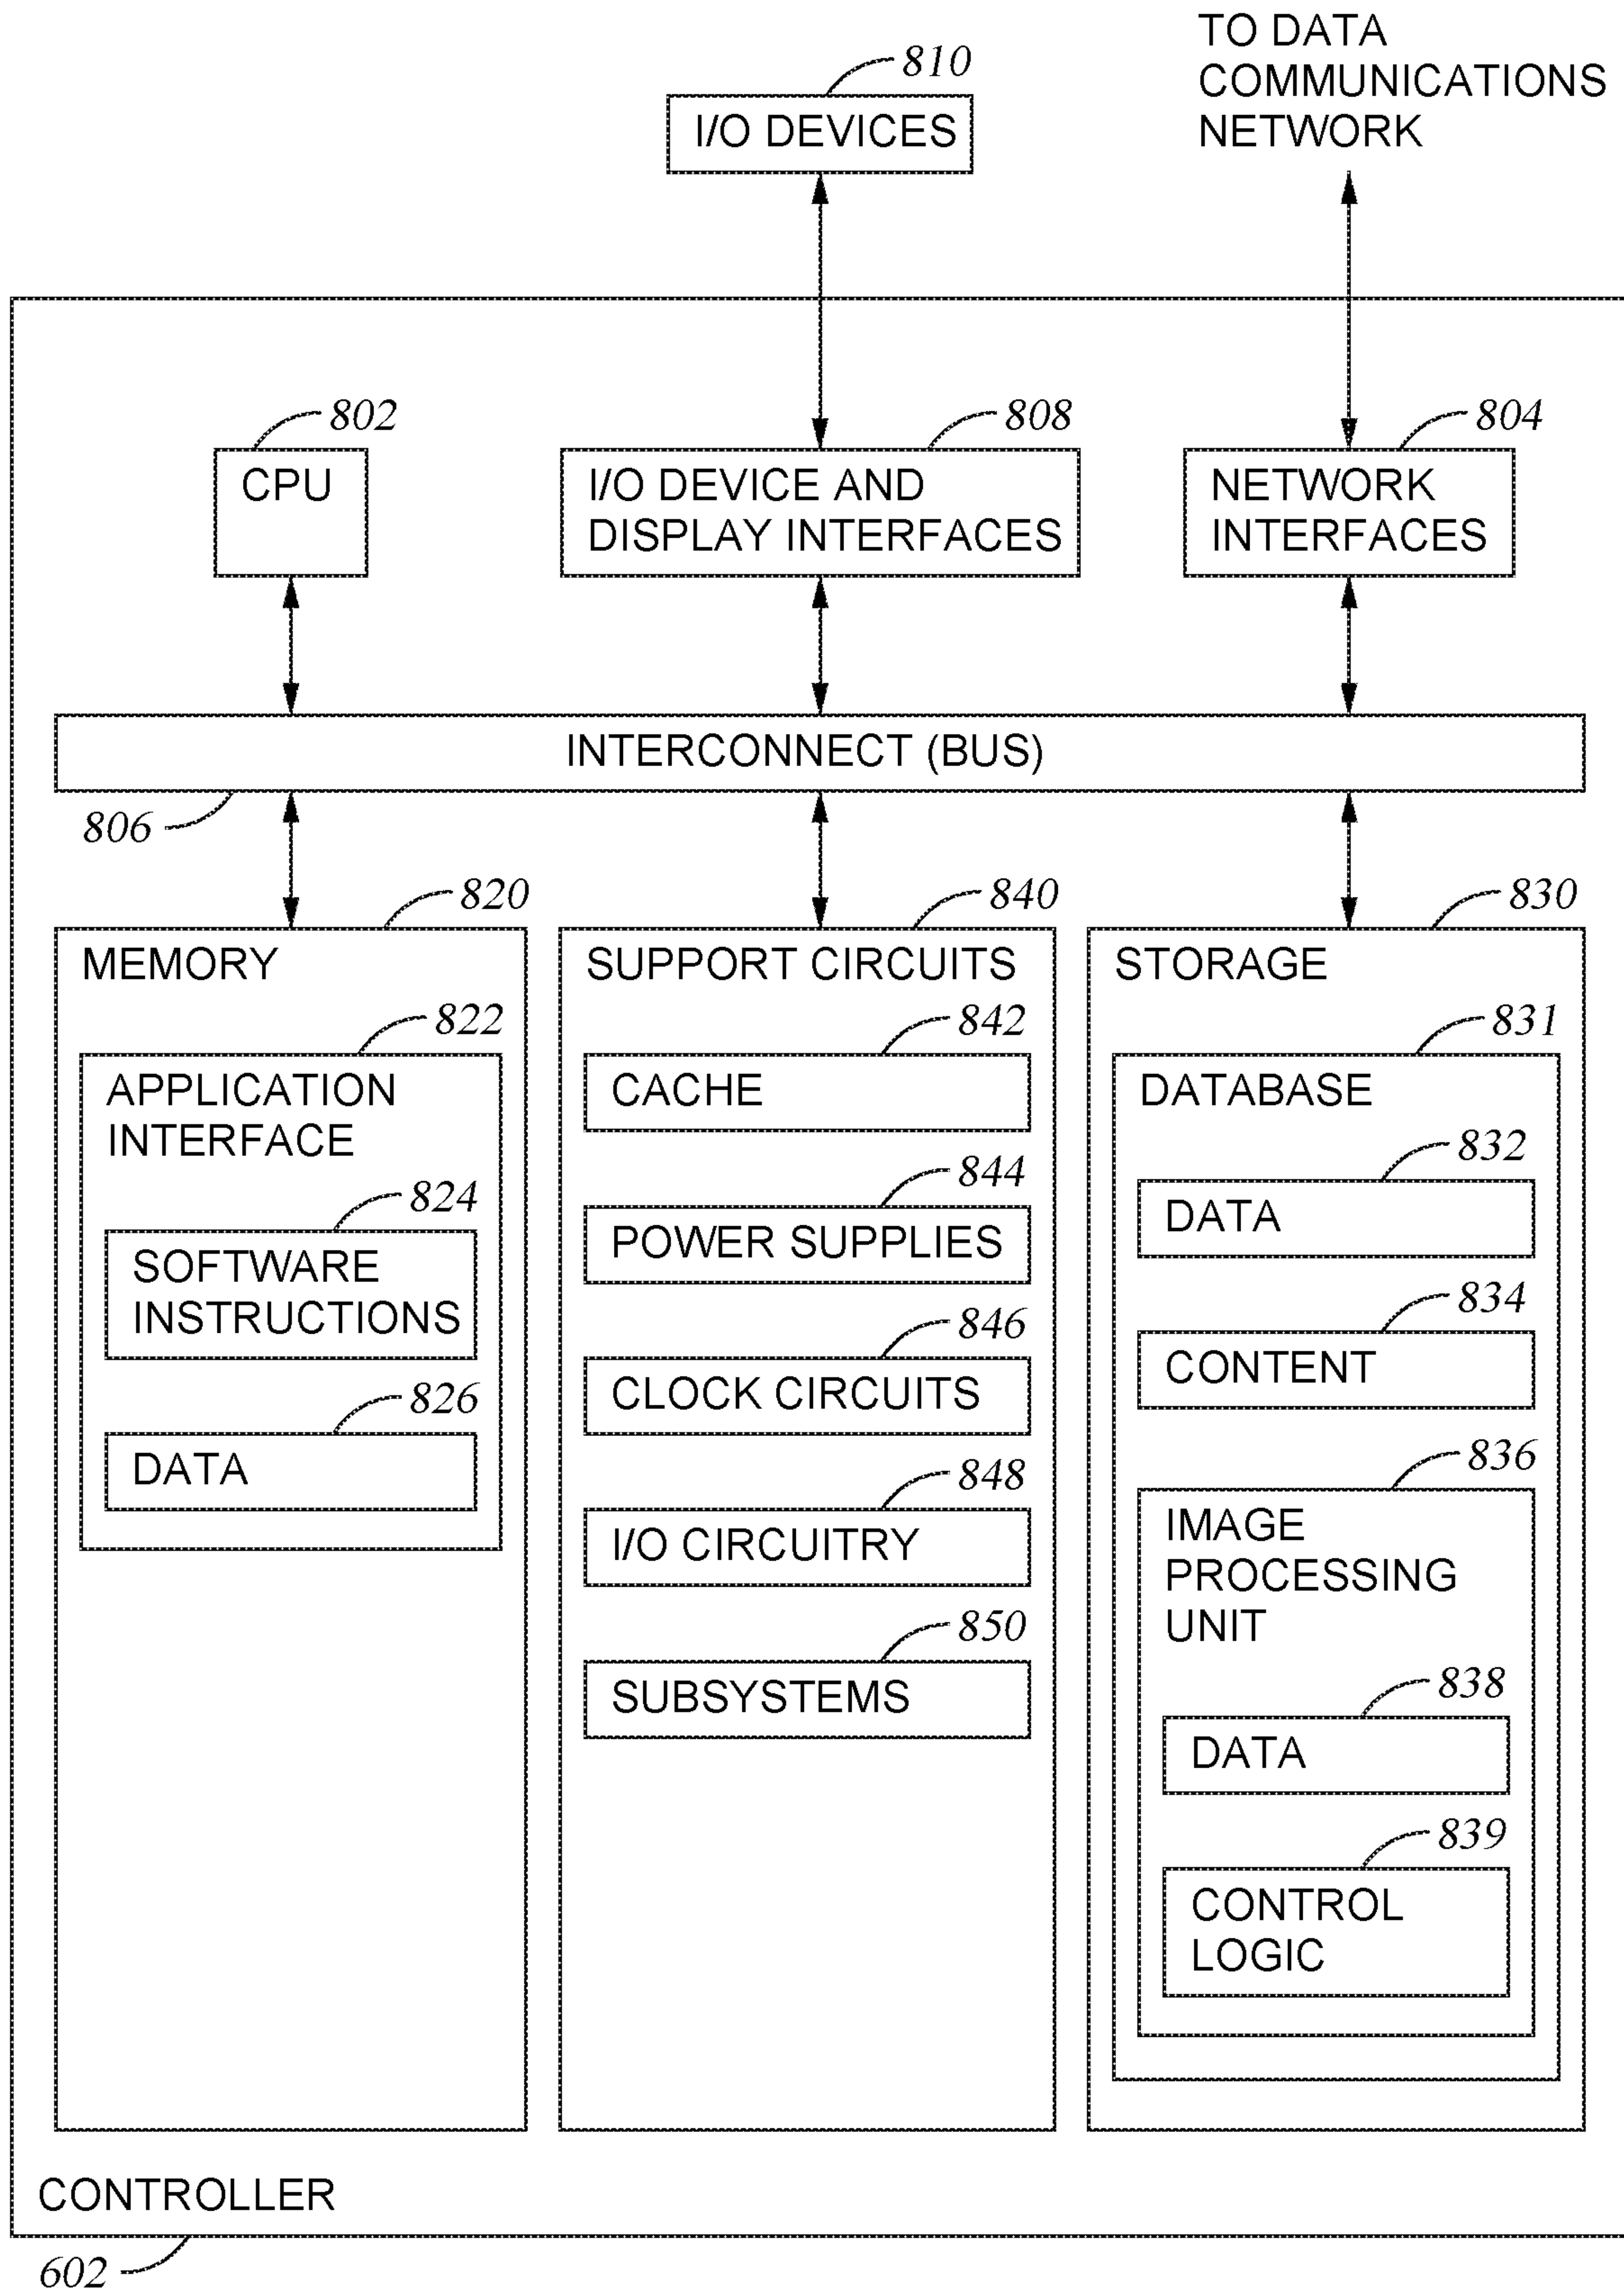 TO DATA
COMMUNICATIONS
NETWORK
810
I/O DEVICES
802
CPU
808
I/O DEVICE AND
DISPLAY INTERFACES
804
NETWORK
INTERFACES
INTERCONNECT (BUS)
806
820
MEMORY
822
APPLICATION
INTERFACE
824
SOFTWARE
INSTRUCTIONS
826
DATA
840
SUPPORT CIRCUITS
842
CACHE
844
POWER SUPPLIES
846
CLOCK CIRCUITS
848
I/O CIRCUITRY
850
SUBSYSTEMS
830
STORAGE
831
DATABASE
832
DATA
834
CONTENT
836
IMAGE
PROCESSING
UNIT
838
DATA
839
CONTROL
LOGIC
CONTROLLER
602